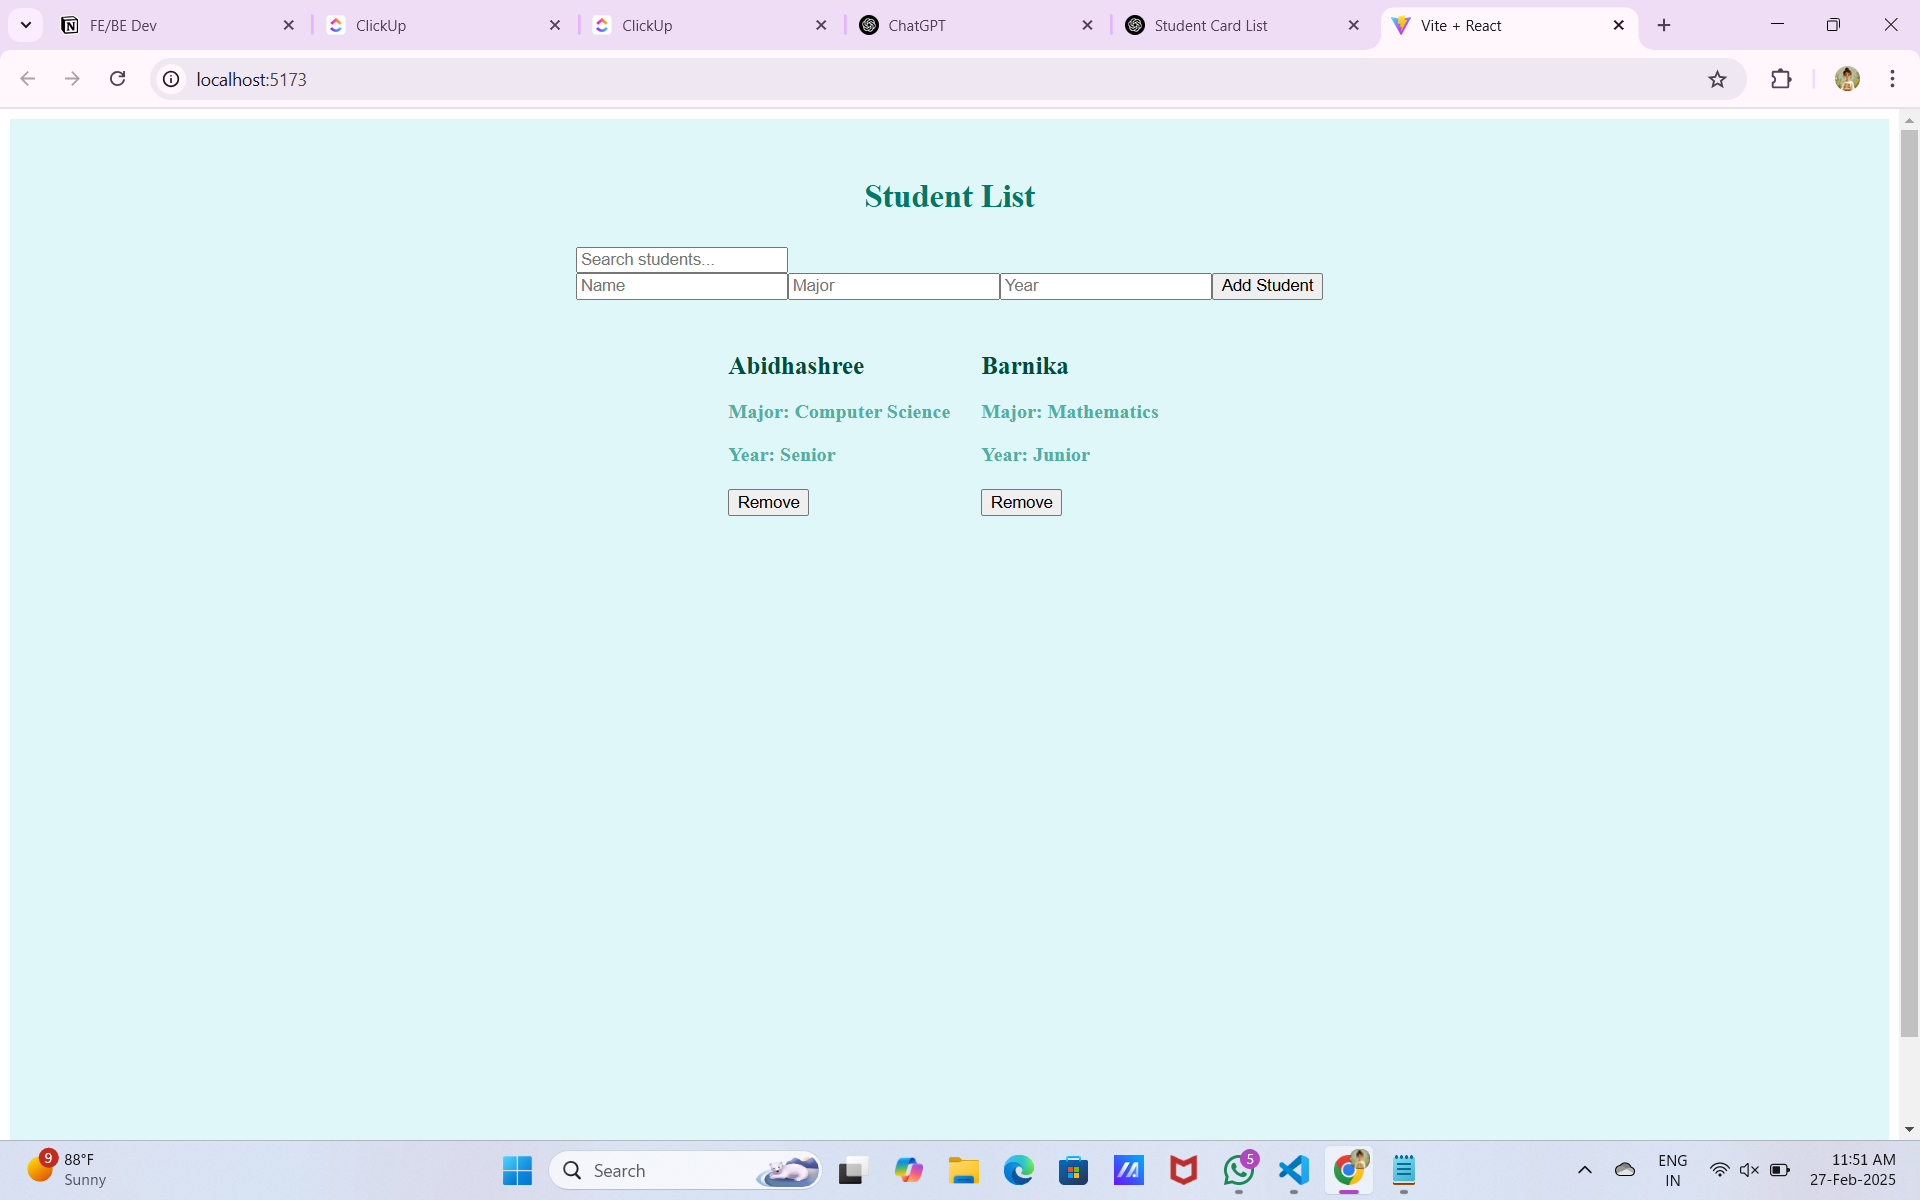 FE/BE Dev
ClickUp
ClickUp
ChatGPT
Student Card List
Vite + React
localhost:5173
Student List
Search students...
Name Major Year Add Student
Abidhashree Barnika
Major: Computer Science Major: Mathematics
Year: Senior Year: Junior
Remove Remove
9 88°F
Sunny
Search
5
ENG
IN
11:51 AM
27-Feb-2025